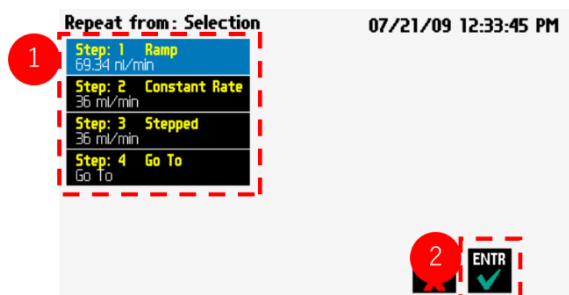 Repeat from: Selection 07/21/09 12:33:45 PM
1
Step: 1 Ramp
69.34 nl/min
Step: 2 Constant Rate
36 ml/min
Step: 3 Stepped
36 ml/min
Step: 4 Go To
Go To
2
ENTR